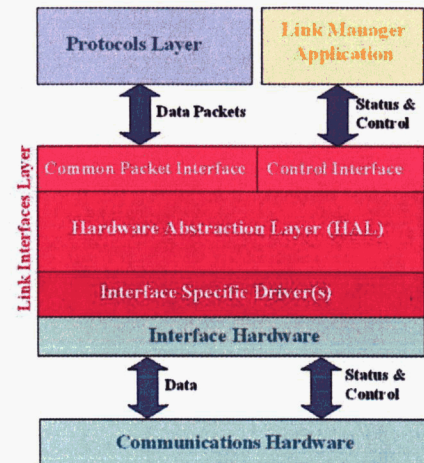 Protocols Layer
Link Manager
Application
Data Packets
Status &
Control
Link Interfaces Layer
Common Packet Interface
Control Interface
Hardware Abstraction Layer (HAL)
Interface Specific Driver(s)
Interface Hardware
Data
Status &
Control
Communications Hardware